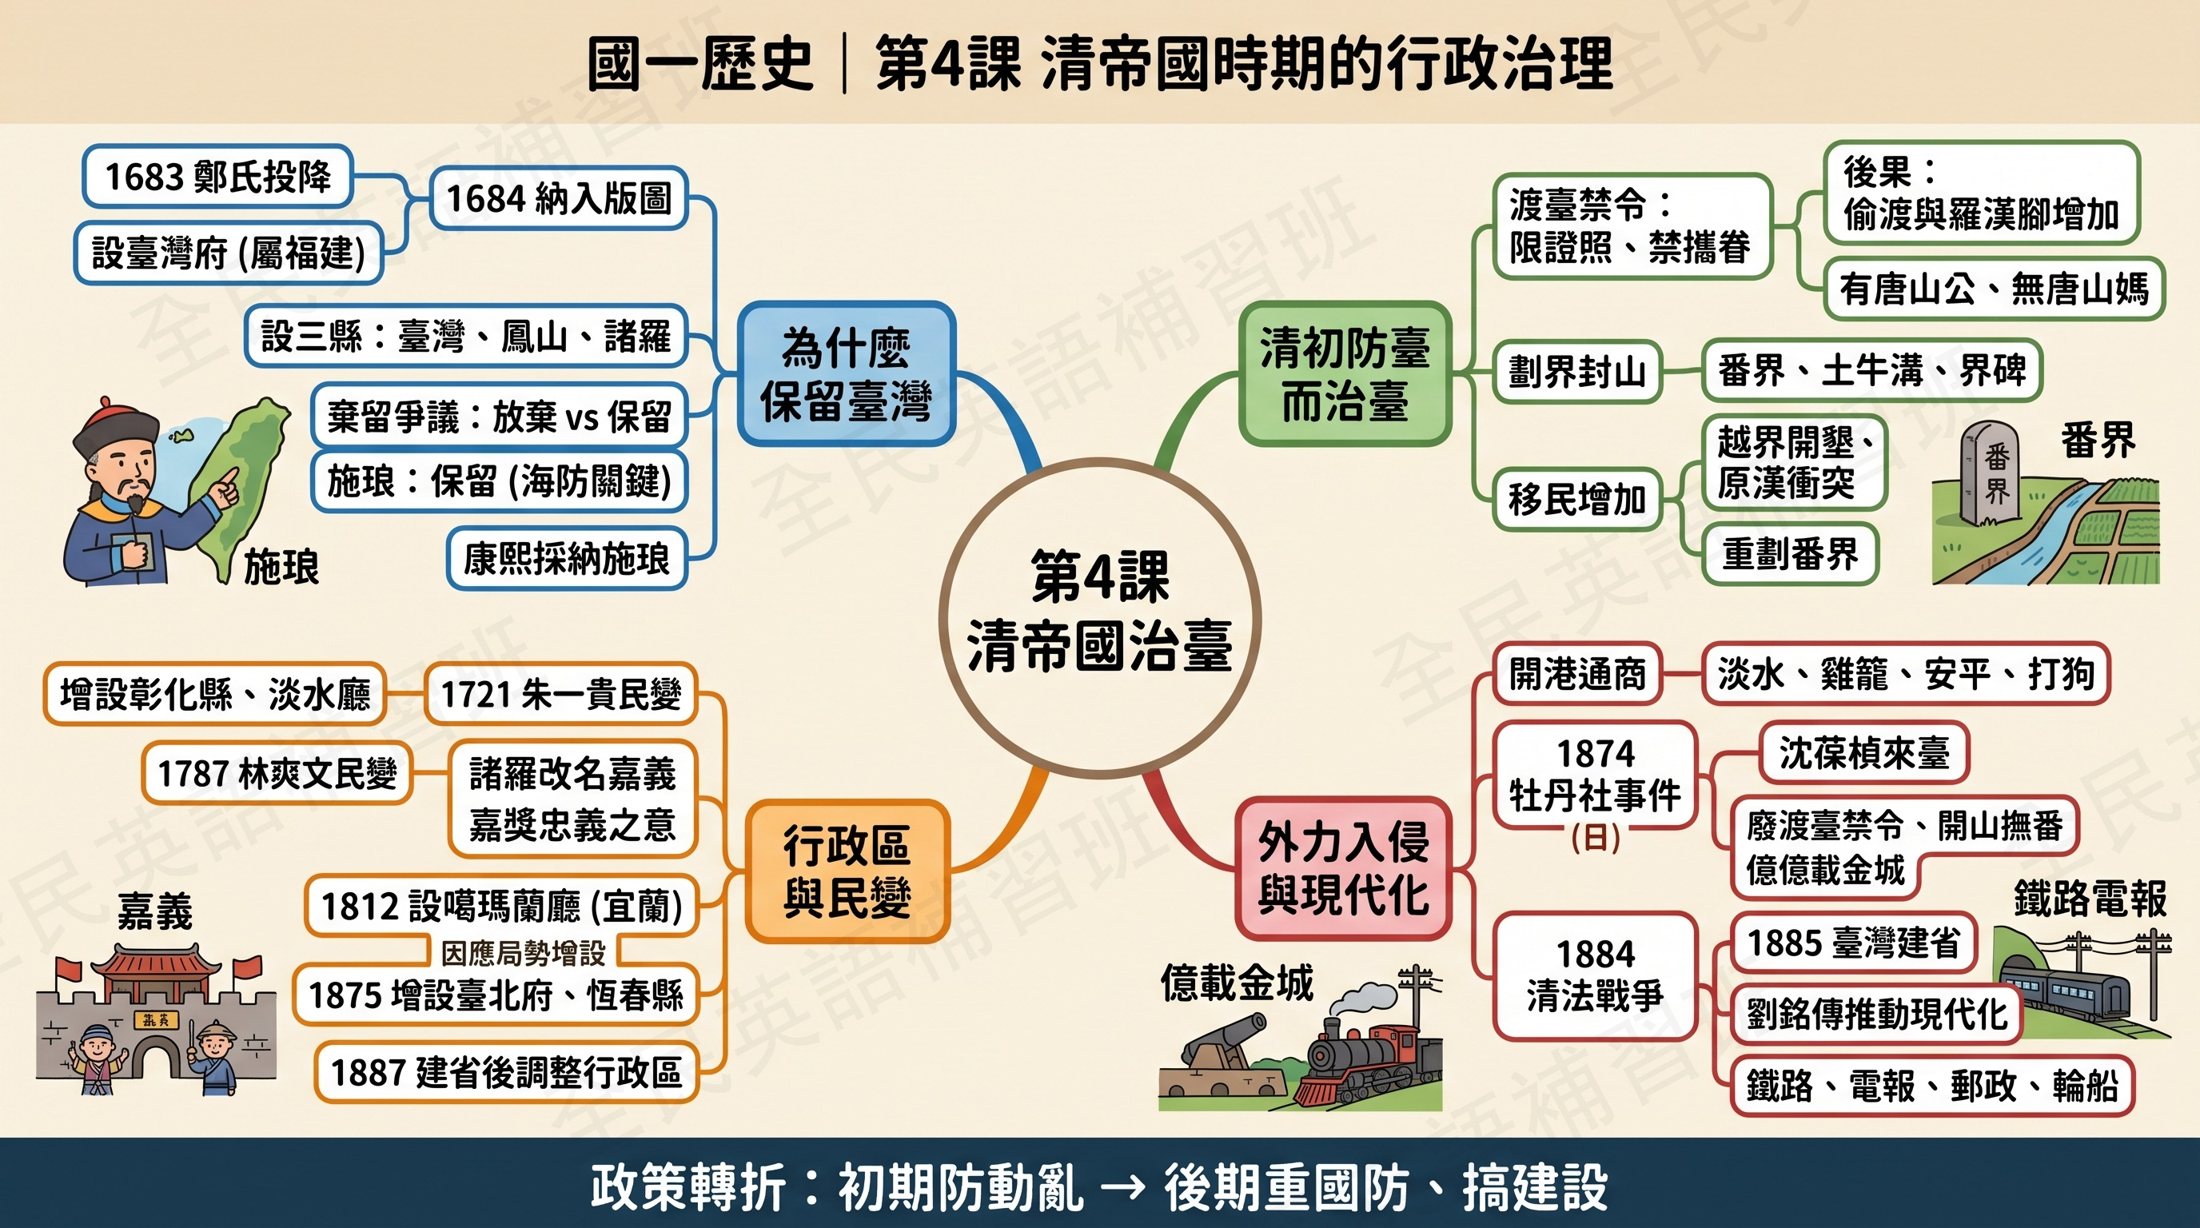 國一歷史｜第4課 清帝國時期的行政治理
1683 鄭氏投降
1684 納入版圖
設臺灣府 (屬福建)
設三縣：臺灣、鳳山、諸羅
棄留爭議：放棄 vs 保留
施琅：保留 (海防關鍵)
康熙採納施琅
為什麼
保留臺灣
施琅
清初防臺
而治臺
渡臺禁令：
限證照、禁攜眷
後果：
偷渡與羅漢腳增加
有唐山公、無唐山媽
劃界封山
番界、土牛溝、界碑
移民增加
越界開墾、
原漢衝突
重劃番界
番界
番界
第4課
清帝國治臺
增設彰化縣、淡水廳
1721 朱一貴民變
1787 林爽文民變
諸羅改名嘉義
嘉獎忠義之意
1812 設噶瑪蘭廳 (宜蘭)
因應局勢增設
1875 增設臺北府、恆春縣
1887 建省後調整行政區
行政區
與民變
嘉義
外力入侵
與現代化
開港通商
淡水、雞籠、安平、打狗
1874
牡丹社事件
(日)
沈葆楨來臺
廢渡臺禁令、開山撫番
億億載金城
1884
清法戰爭
1885 臺灣建省
劉銘傳推動現代化
鐵路、電報、郵政、輪船
億載金城
鐵路電報
政策轉折：初期防動亂 → 後期重國防、搞建設
全民英語補習班